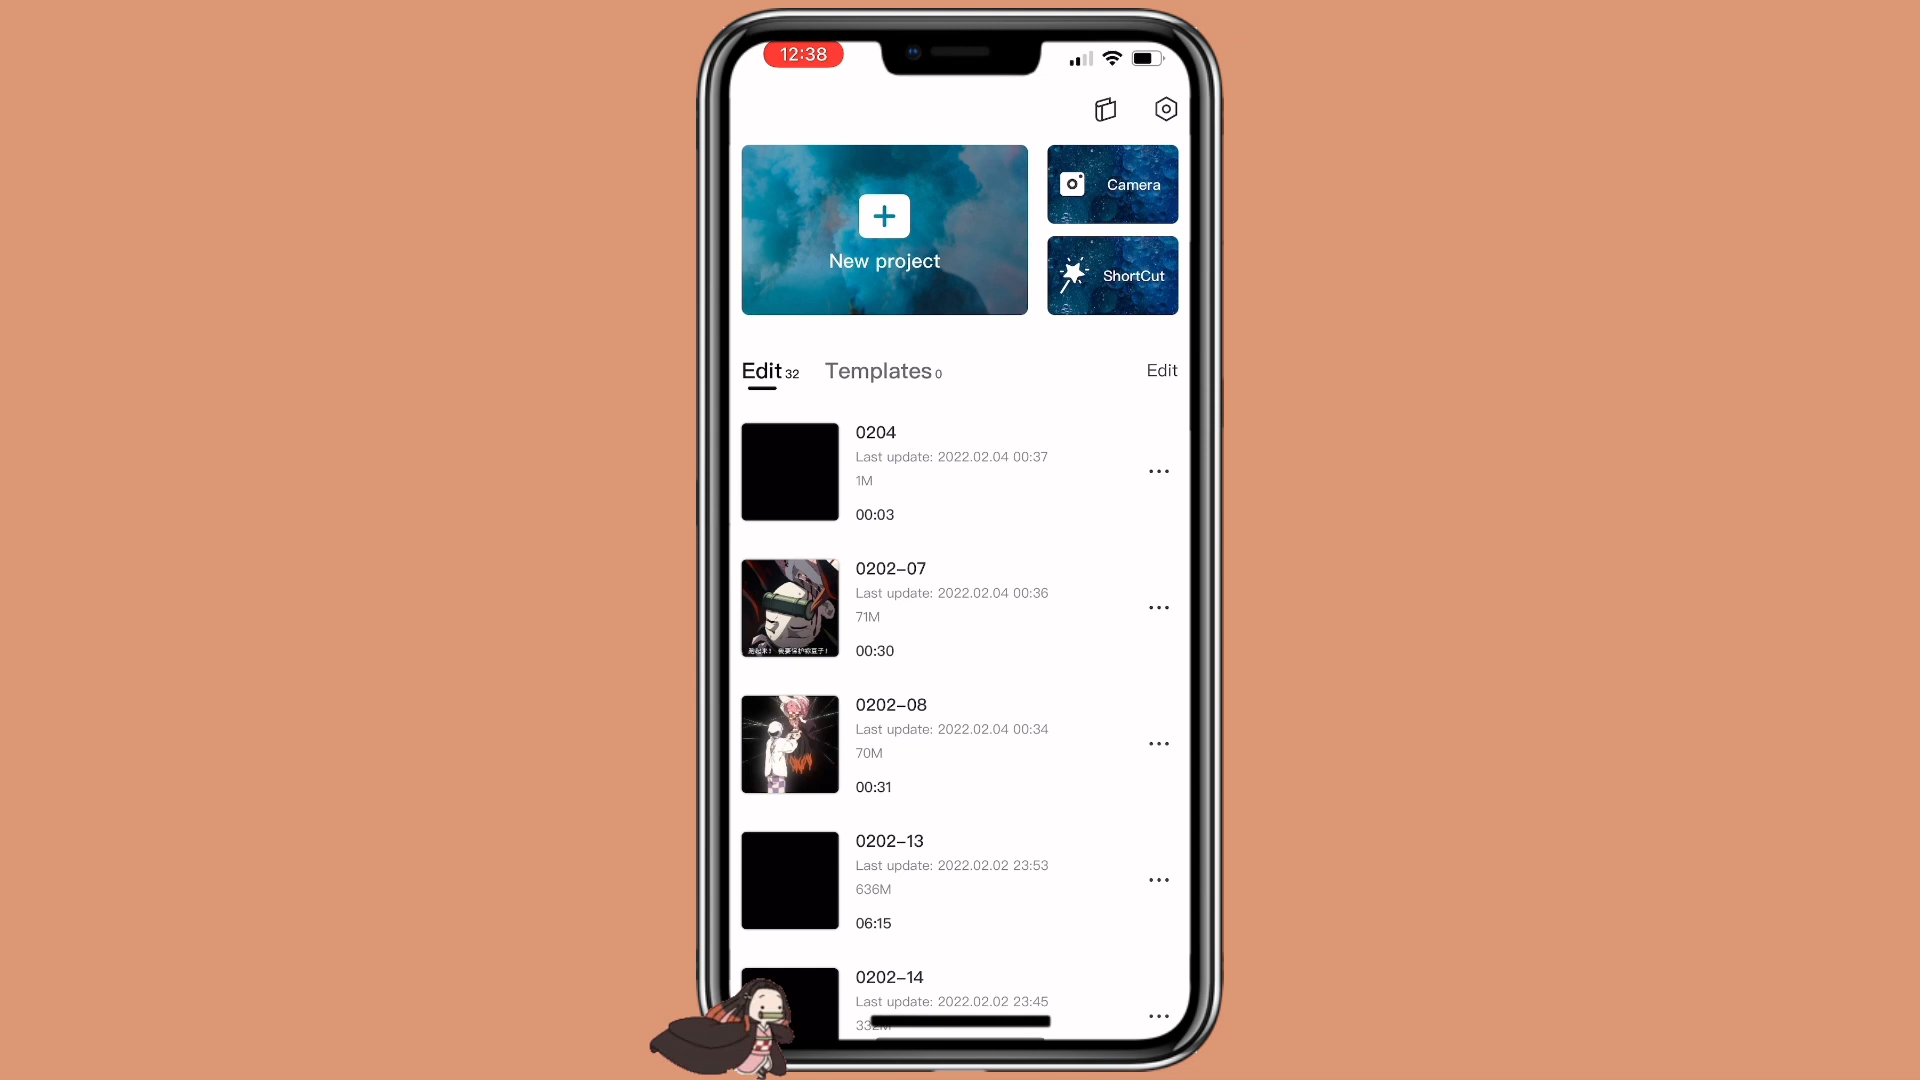 12:38
Camera
New project
ShortCut
Edit 32 Templates 0 Edit
0204
Last update: 2022.02.04 00:37
1M
00:03
0202-07
Last update: 2022.02.04 00:36
71M
00:30
0202-08
Last update: 2022.02.04 00:34
70M
00:31
0202-13
Last update: 2022.02.02 23:53
636M
06:15
0202-14
Last update: 2022.02.02 23:45